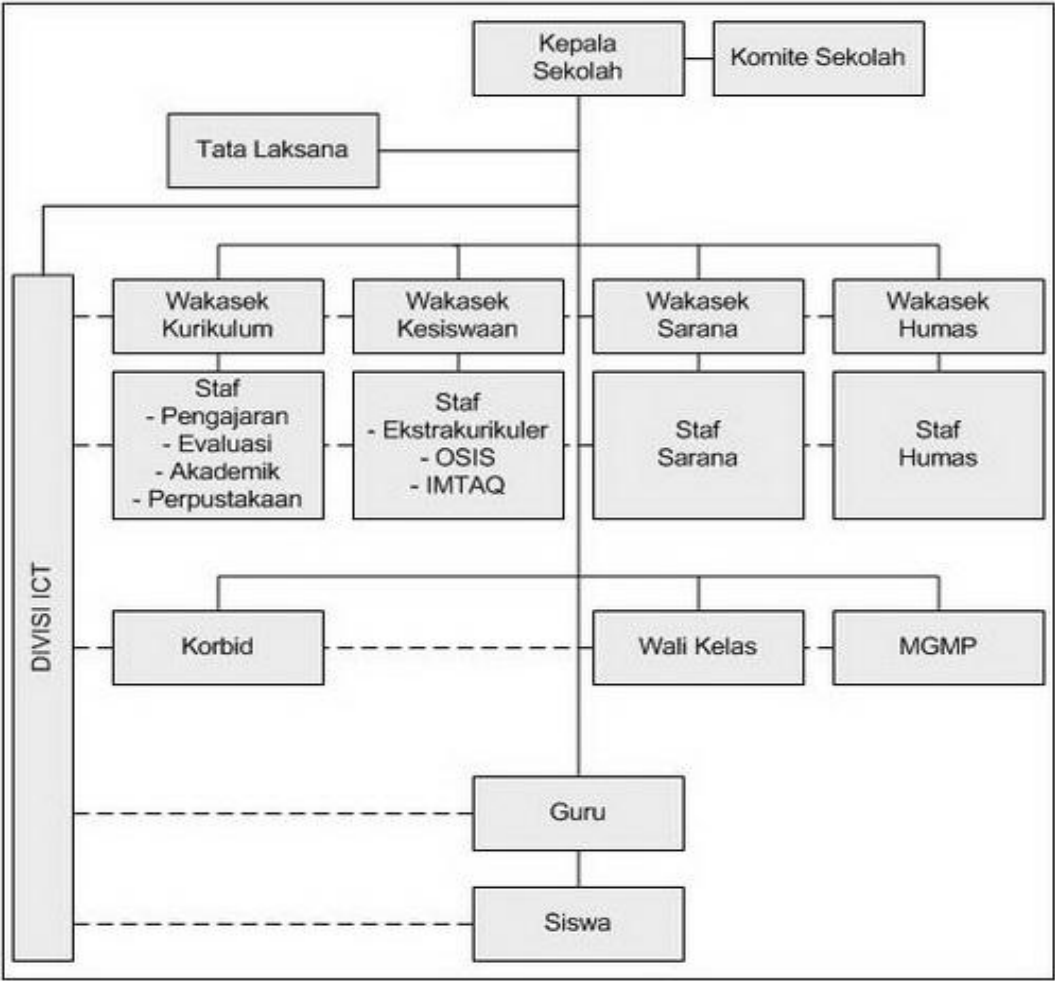 Kepala
Sekolah
Komite Sekolah
Tata Laksana
DIVISI ICT
Wakasek
Kurikulum
Wakasek
Kesiswaan
Wakasek
Sarana
Wakasek
Humas
Staf
- Pengajaran
- Evaluasi
- Akademik
- Perpustakaan
Staf
- Ekstrakurikuler
- OSIS
- IMTAQ
Staf
Sarana
Staf
Humas
Korbid
Wali Kelas
MGMP
Guru
Siswa